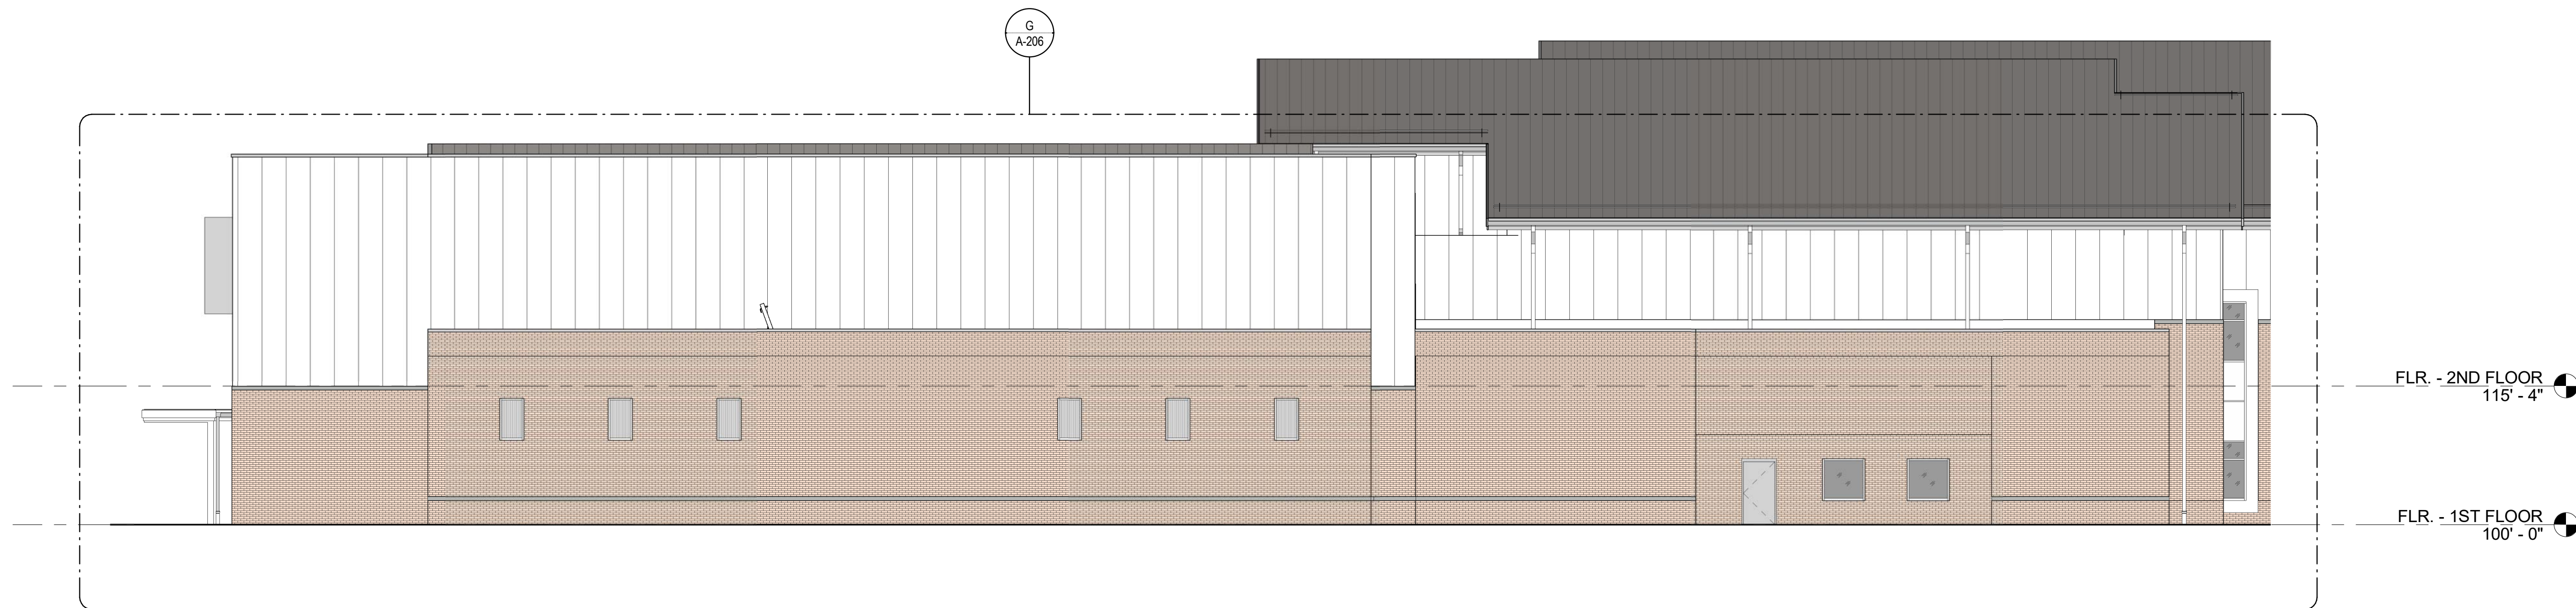 G
A-206
FLR. - 2ND FLOOR
115' - 4"
FLR. - 1ST FLOOR
100' - 0"